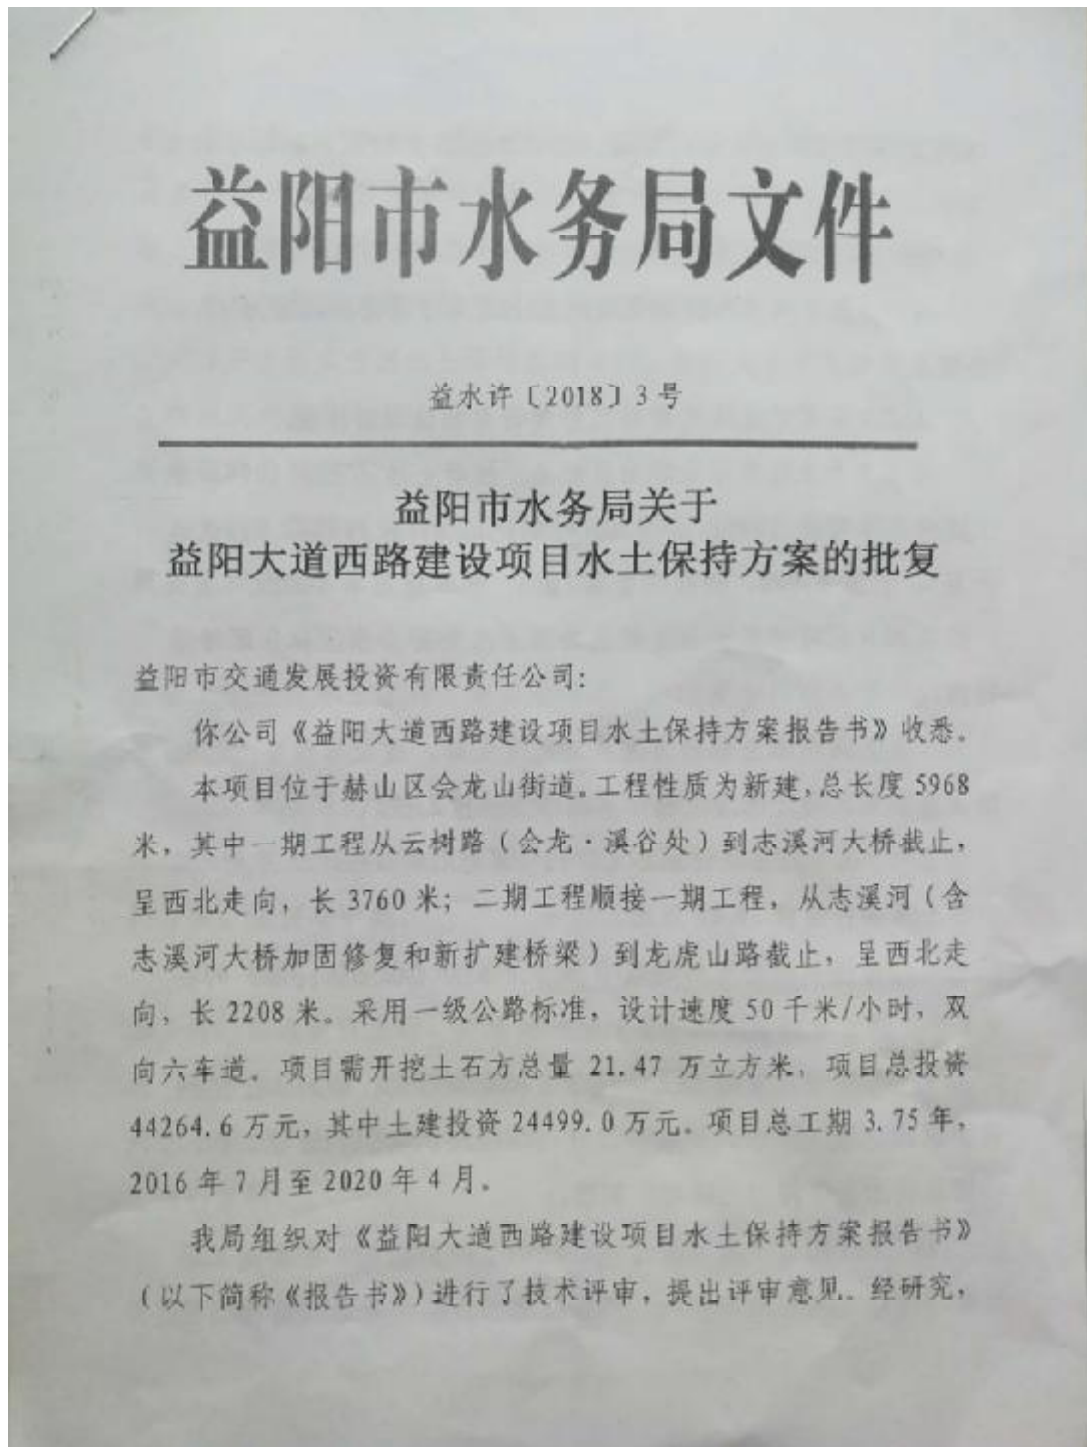 益阳市水务局文件
益水许〔2018〕3号
益阳市水务局关于
益阳大道西路建设项目水土保持方案的批复
益阳市交通发展投资有限责任公司:
你公司《益阳大道西路建设项目水土保持方案报告书》收悉。
本项目位于赫山区会龙山街道。工程性质为新建,总长度5968
米，其中一期工程从云树路（会龙·溪谷处）到志溪河大桥截止，
呈西北走向，长3760米；二期工程顺接一期工程，从志溪河（含
志溪河大桥加固修复和新扩建桥梁）到龙虎山路截止，呈西北走
向，长2208米。采用一级公路标准，设计速度50千米/小时，双
向六车道。项目需开挖土石方总量21.47万立方米，项目总投资
44264.6万元，其中土建投资24499.0万元。项目总工期3.75年，
2016年7月至2020年4月。
我局组织对《益阳大道西路建设项目水土保持方案报告书》
（以下简称《报告书》）进行了技术评审，提出评审意见。经研究，